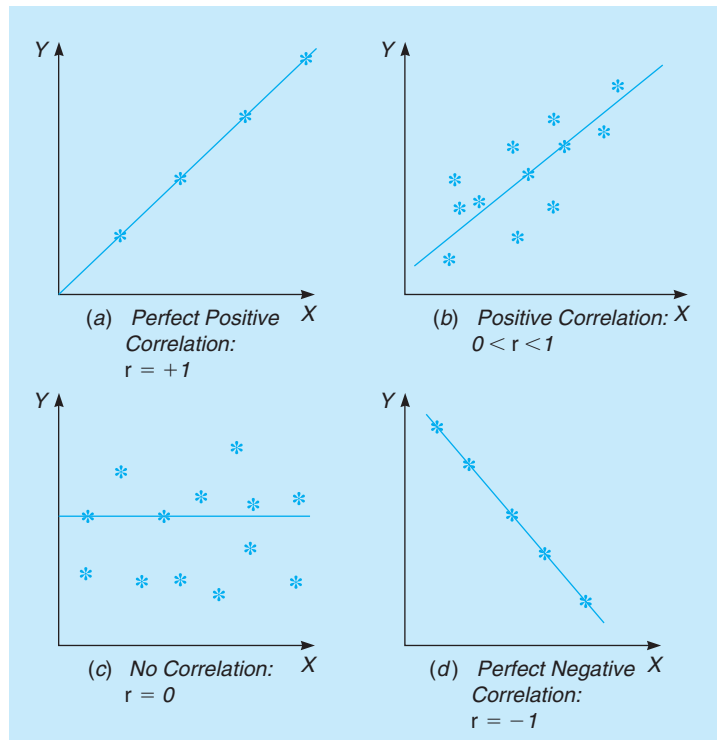 Y
X
(a) Perfect Positive
Correlation:
r = +1
Y
X
(b) Positive Correlation:
0 < r < 1
Y
X
(c) No Correlation:
r = 0
Y
X
(d) Perfect Negative
Correlation:
r = −1